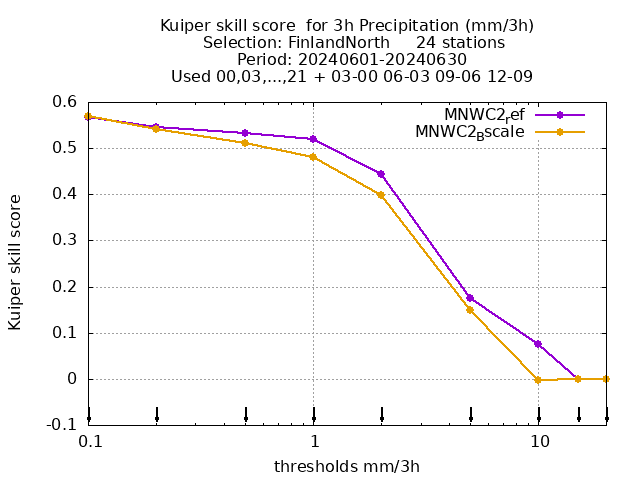 Kuiper skill score  for 3h Precipitation (mm/3h)
Selection: FinlandNorth     24 stations
Period: 20240601-20240630
Used 00,03,...,21 + 03-00 06-03 09-06 12-09
MNWC2ref
MNWC2Bscale
0.6
0.5
0.4
0.3
0.2
0.1
0
-0.1
Kuiper skill score
0.1
1
10
thresholds mm/3h